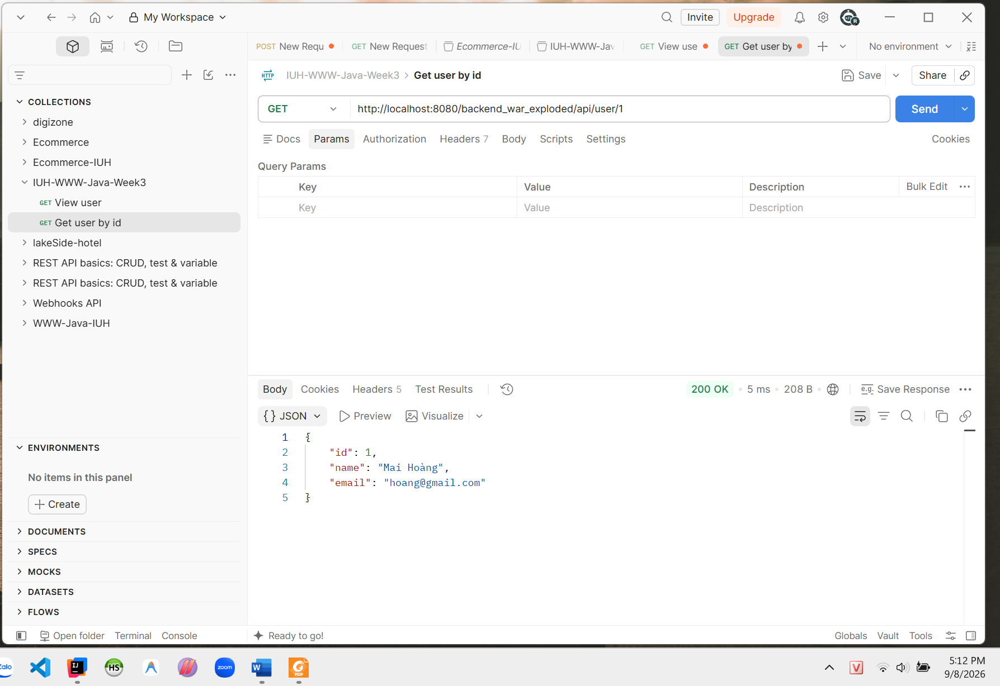 My Workspace
Invite
Upgrade
POST New Requ
GET New Request
Ecommerce-IU
IUH-WWW-Jav
GET View use
GET Get user by
No environment
COLLECTIONS
digizone
Ecommerce
Ecommerce-IUH
IUH-WWW-Java-Week3
GET View user
GET Get user by id
lakeSide-hotel
REST API basics: CRUD, test & variable
REST API basics: CRUD, test & variable
Webhooks API
WWW-Java-IUH
ENVIRONMENTS
No items in this panel
Create
DOCUMENTS
SPECS
MOCKS
DATASETS
FLOWS
HTTP IUH-WWW-Java-Week3 > Get user by id
Save
Share
GET http://localhost:8080/backend_war_exploded/api/user/1
Send
Docs Params Authorization Headers 7 Body Scripts Settings
Cookies
Query Params
Key Value Description Bulk Edit
Key Value Description
Body Cookies Headers 5 Test Results
200 OK • 5 ms • 208 B
e.g. Save Response
{} JSON Preview Visualize
1 {
2 "id": 1,
3 "name": "Mai Hoàng",
4 "email": "hoang@gmail.com"
5 }
Open folder Terminal Console
Ready to go!
Globals Vault Tools
Zalo
IJ
HS
zoom
W
PDF
V
5:12 PM
9/8/2026